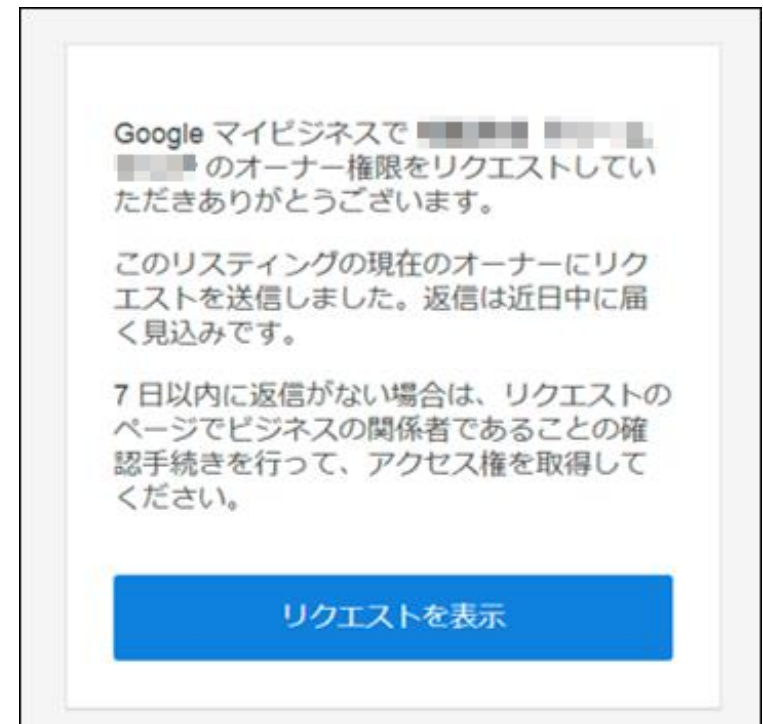 Google マイビジネスで
のオーナー権限をリクエストしてい
ただきありがとうございます。
このリスティングの現在のオーナーにリク
エストを送信しました。返信は近日中に届
く見込みです。
7 日以内に返信がない場合は、リクエストの
ページでビジネスの関係者であることの確
認手続きを行って、アクセス権を取得して
ください。
リクエストを表示